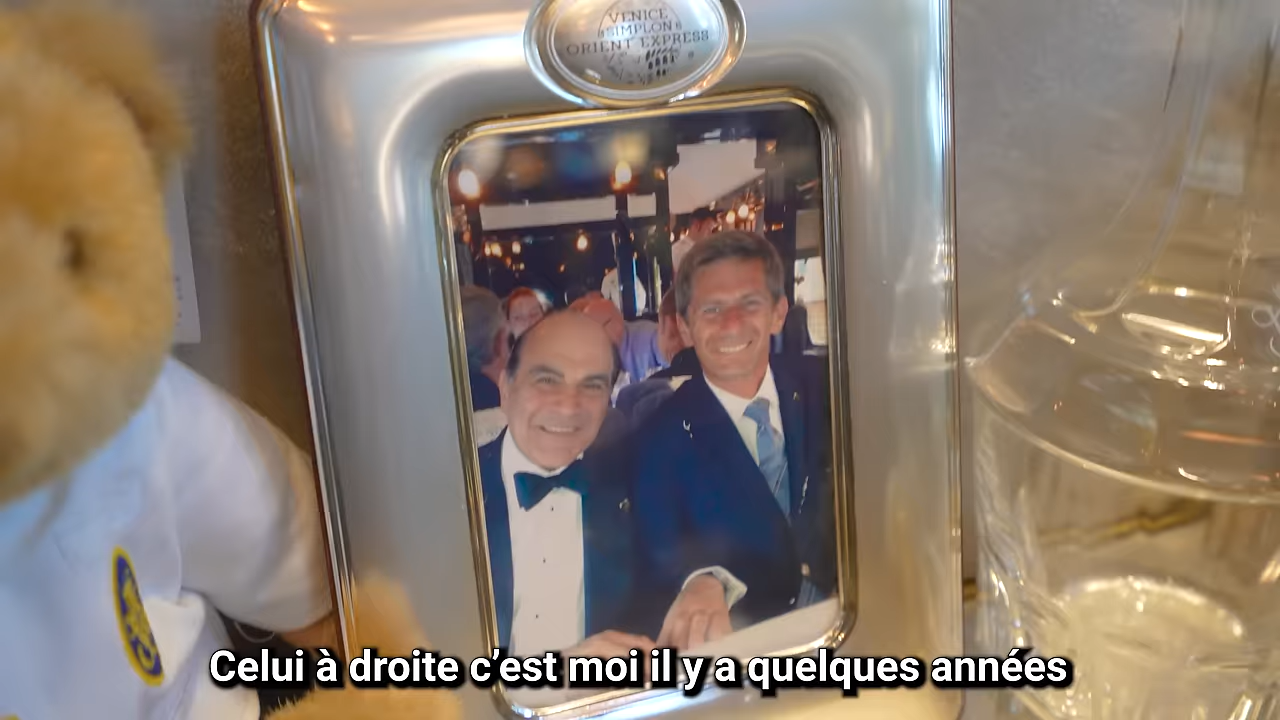 VENICE
SIMPLON
ORIENT EXPRESS
Celui à droite c’est moi il y a quelques années